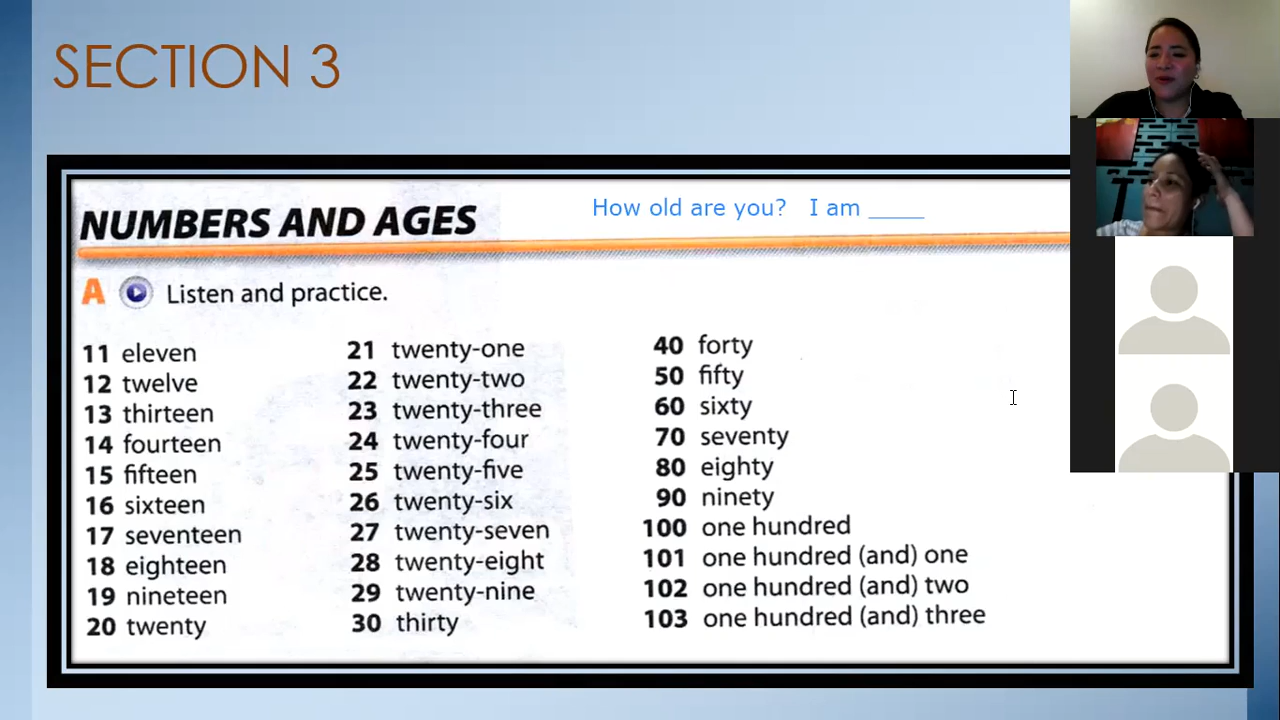 SECTION 3
NUMBERS AND AGES
How old are you? I am _____
A Listen and practice.
11 eleven
12 twelve
13 thirteen
14 fourteen
15 fifteen
16 sixteen
17 seventeen
18 eighteen
19 nineteen
20 twenty
21 twenty-one
22 twenty-two
23 twenty-three
24 twenty-four
25 twenty-five
26 twenty-six
27 twenty-seven
28 twenty-eight
29 twenty-nine
30 thirty
40 forty
50 fifty
60 sixty
70 seventy
80 eighty
90 ninety
100 one hundred
101 one hundred (and) one
102 one hundred (and) two
103 one hundred (and) three